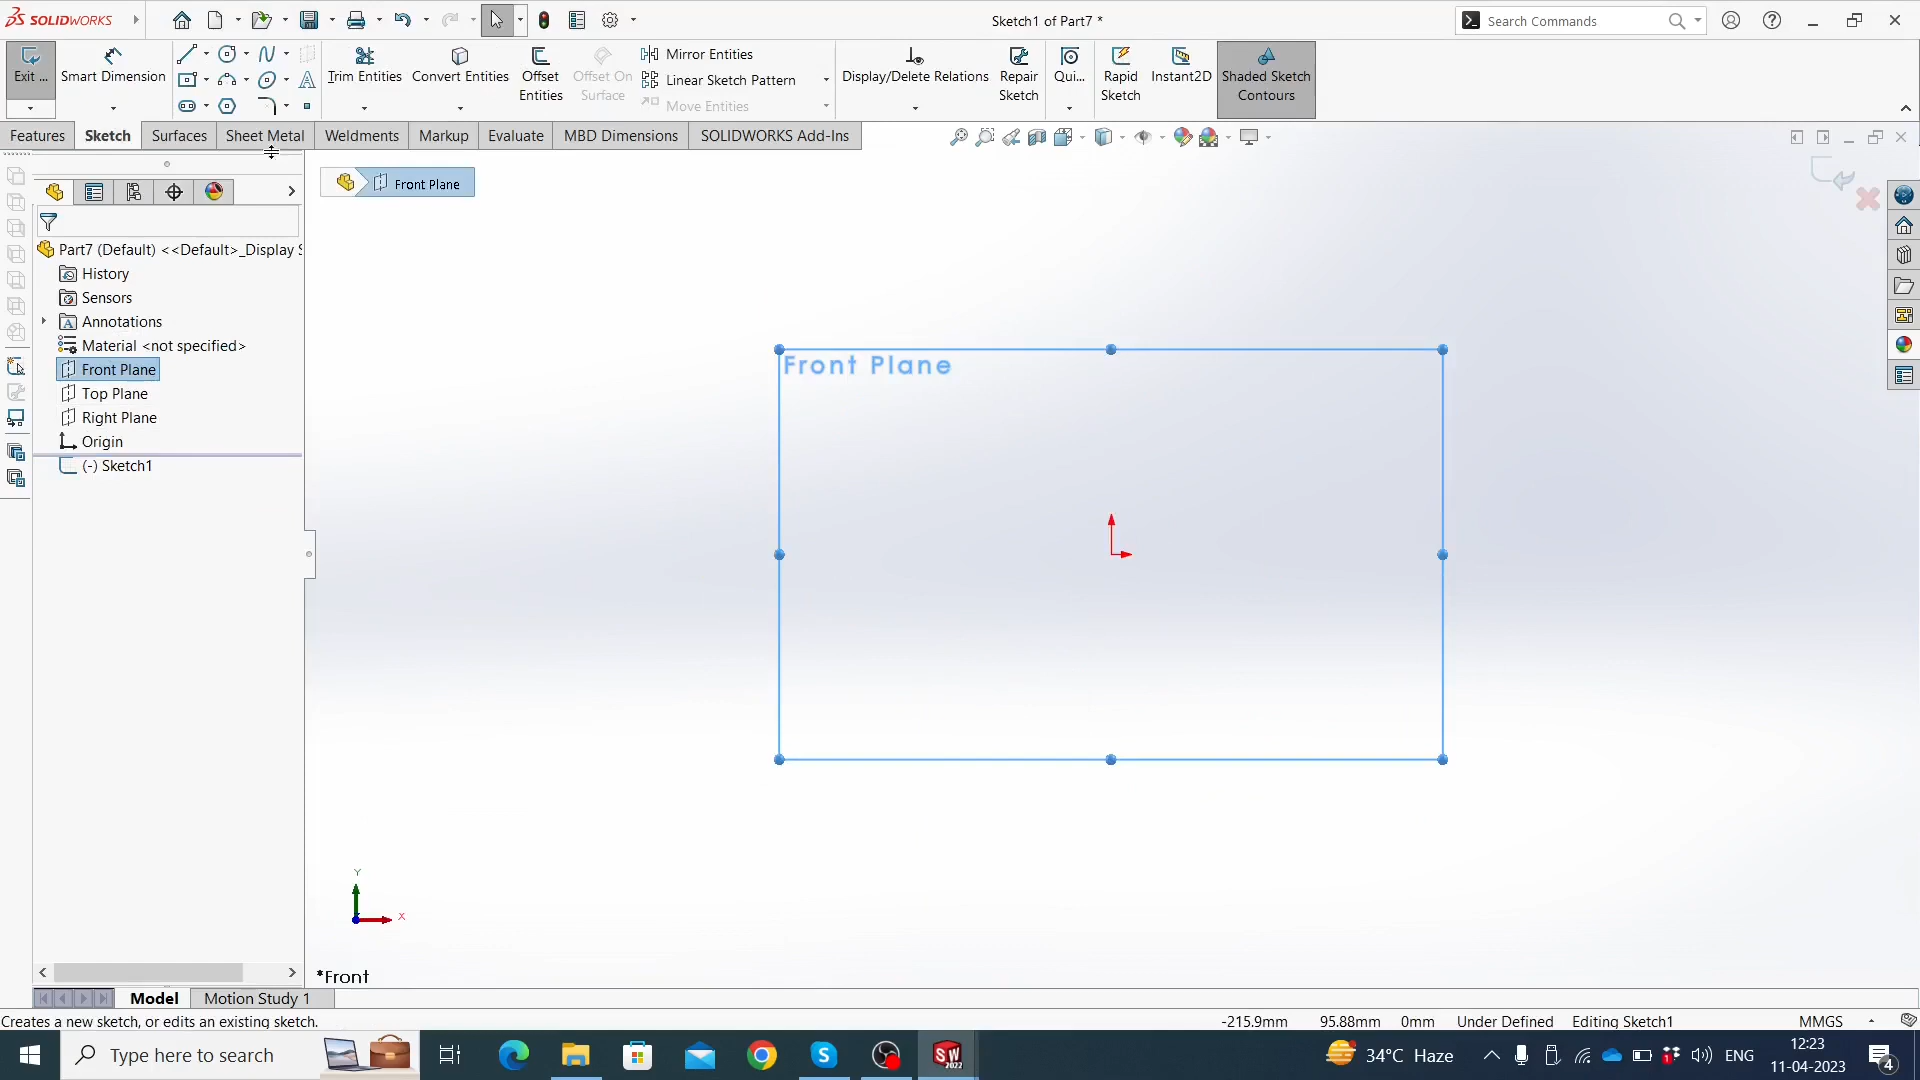 SOLIDWORKS
Sketch1 of Part7 *
Search Commands
Exit ...
Smart Dimension
Trim Entities
Convert Entities
Offset
Entities
Offset On
Surface
Mirror Entities
Linear Sketch Pattern
Move Entities
Display/Delete Relations
Repair
Sketch
Qui...
Rapid
Sketch
Instant2D
Shaded Sketch
Contours
Features
Sketch
Surfaces
Sheet Metal
Weldments
Markup
Evaluate
MBD Dimensions
SOLIDWORKS Add-Ins
Front Plane
Part7 (Default) <<Default>_Display S
History
Sensors
Annotations
Material <not specified>
Front Plane
Top Plane
Right Plane
Origin
(-) Sketch1
Front Plane
Y
X
*Front
Model
Motion Study 1
Creates a new sketch, or edits an existing sketch.
-215.9mm
95.88mm
0mm
Under Defined
Editing Sketch1
MMGS
Type here to search
34°C Haze
ENG
12:23
11-04-2023
4